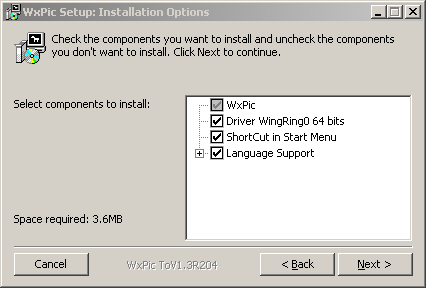 WxPic Setup: Installation Options
Check the components you want to install and uncheck the components
you don't want to install. Click Next to continue.
Select components to install:
WxPic
Driver WingRing0 64 bits
ShortCut in Start Menu
Language Support
Space required: 3.6MB
Cancel
WxPic ToV1.3R204
< Back
Next >